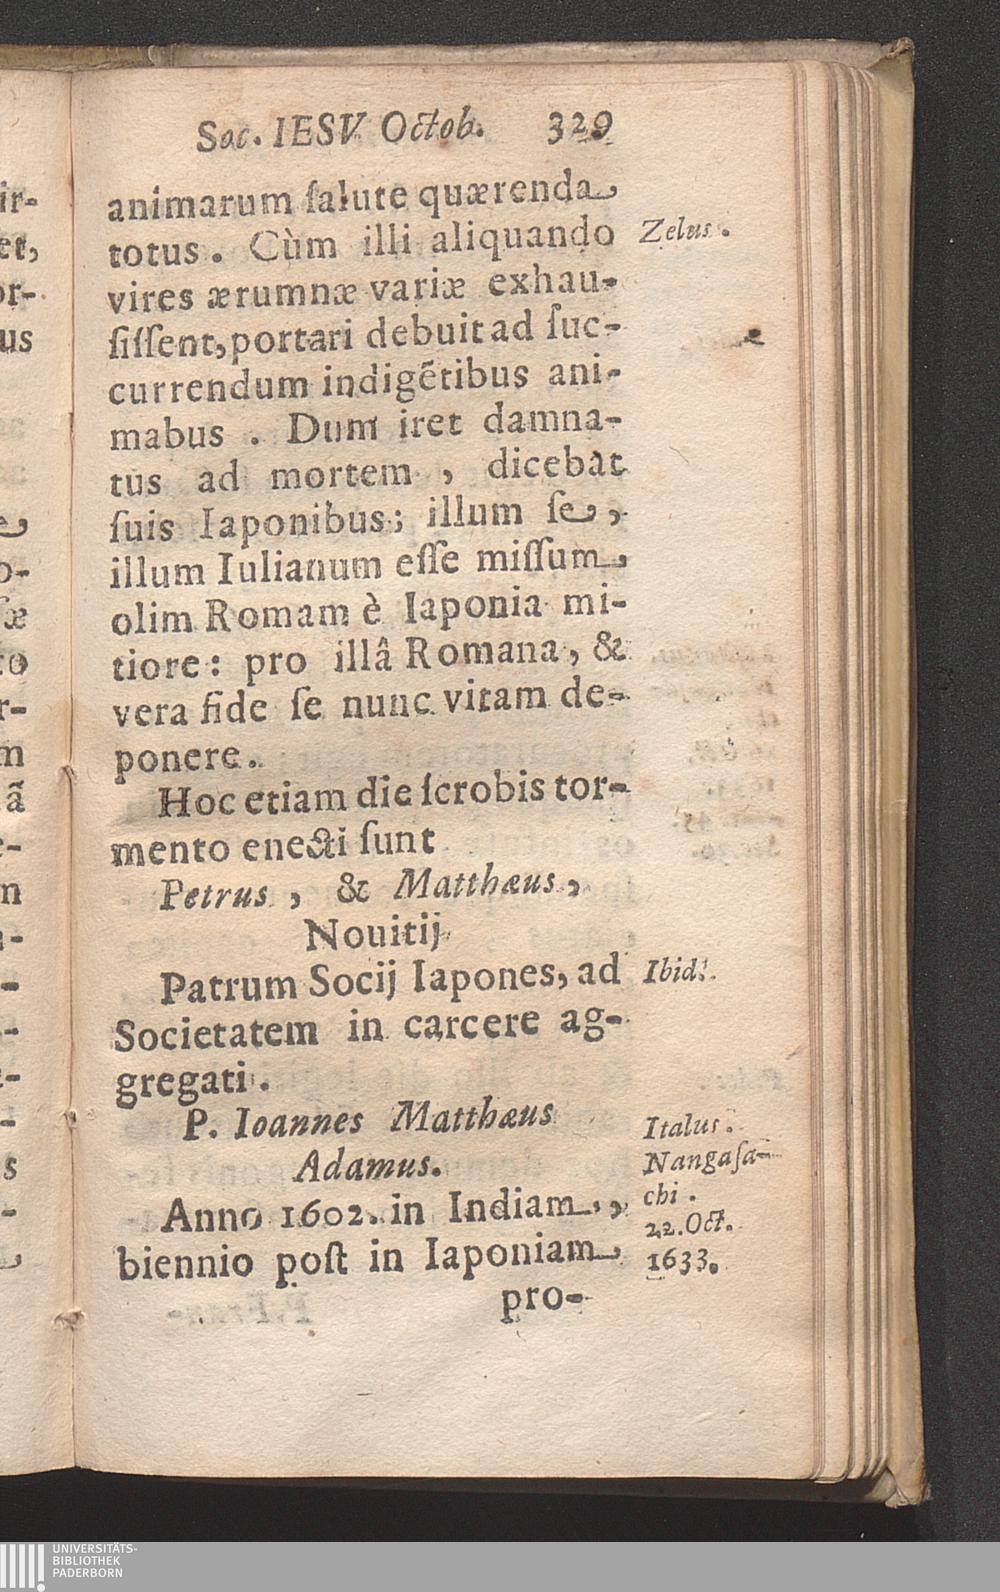 Soc. IESV Octob. 329
animarum ſalute quærenda
totus. Cùm illi aliquando
Zelus.
vires ærumnæ variæ exhau-
ſiſſent, portari debuit ad ſuc-
currendum indigẽtibus ani-
mabus. Dum iret damna-
tus ad mortem, dicebat
ſuis Iaponibus; illum ſe,
illum Iulianum eſſe miſſum,
olim Romam è Iaponia mi-
tiore: pro illâ Romana, &
vera fide ſe nunc vitam de-
ponere.
Hoc etiam die ſcrobis tor-
mento enecti ſunt
Petrus, & Matthæus,
Nouitij
Patrum Socij Iapones, ad
Ibid.
Societatem in carcere ag-
gregati.
P. Ioannes Matthæus
Adamus.
Italus.
Nangaſa-
chi.
22. Oct.
1633.
Anno 1602. in Indiam,
biennio poſt in Iaponiam
pro-
UNIVERSITÄTS-
BIBLIOTHEK
PADERBORN